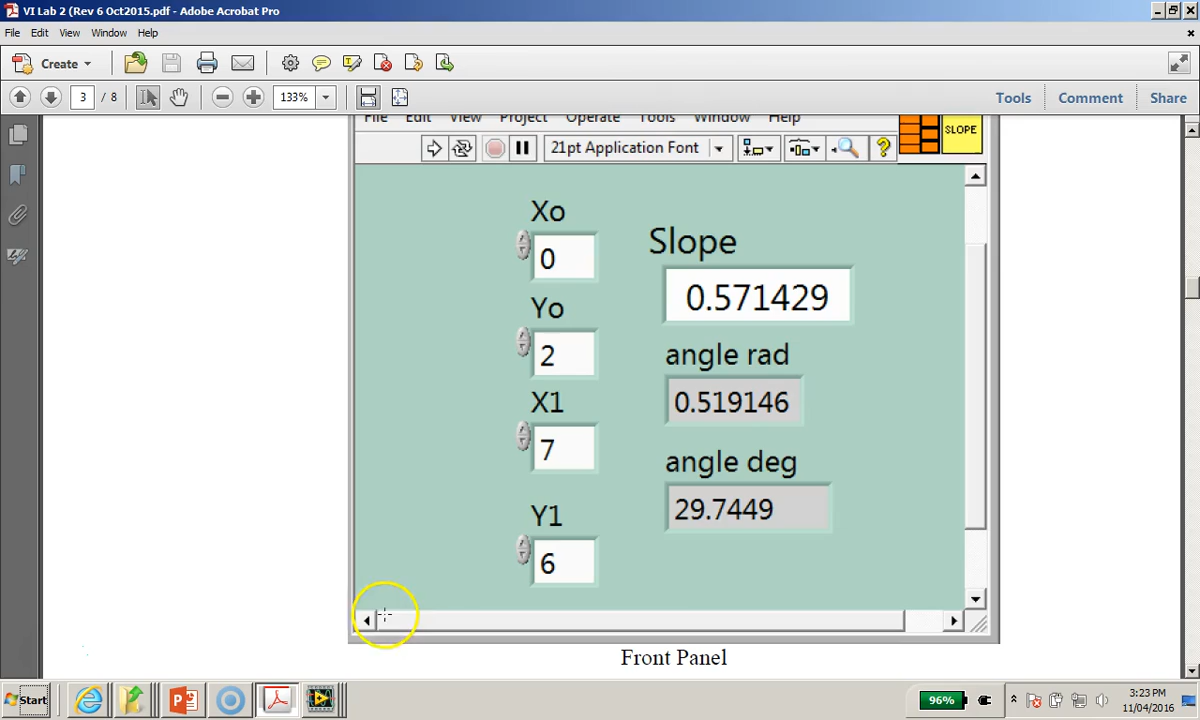 VI Lab 2 (Rev 6 Oct2015.pdf - Adobe Acrobat Pro
File Edit View Window Help
Create
3 / 8 133% Tools Comment Share
File Edit View Project Operate Tools Window Help
21pt Application Font
SLOPE
Xo
0
Slope
0.571429
Yo
2
angle rad
0.519146
X1
7
angle deg
29.7449
Y1
6
Front Panel
Start
96%
3:23 PM
11/04/2016